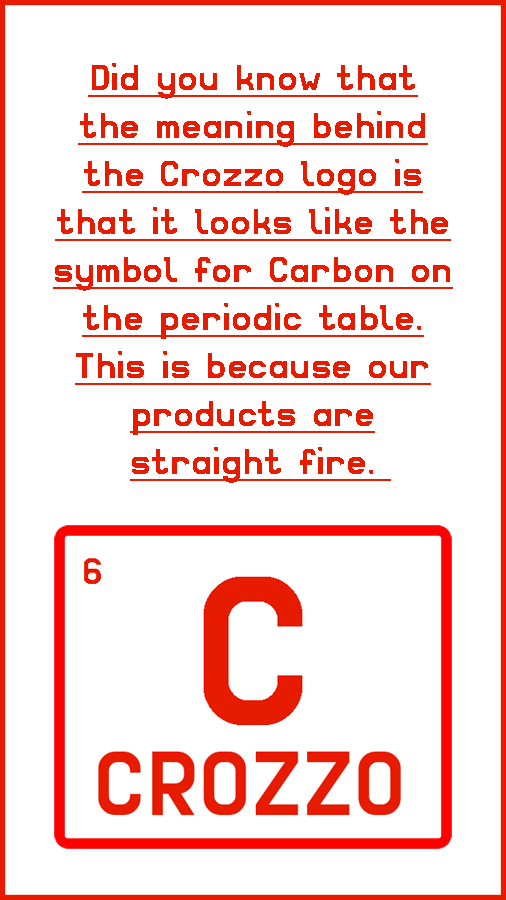 Did you know that
the meaning behind
the Crozzo logo is
that it looks like the
symbol for Carbon on
the periodic table.
This is because our
products are
straight fire.
6
C
CROZZO